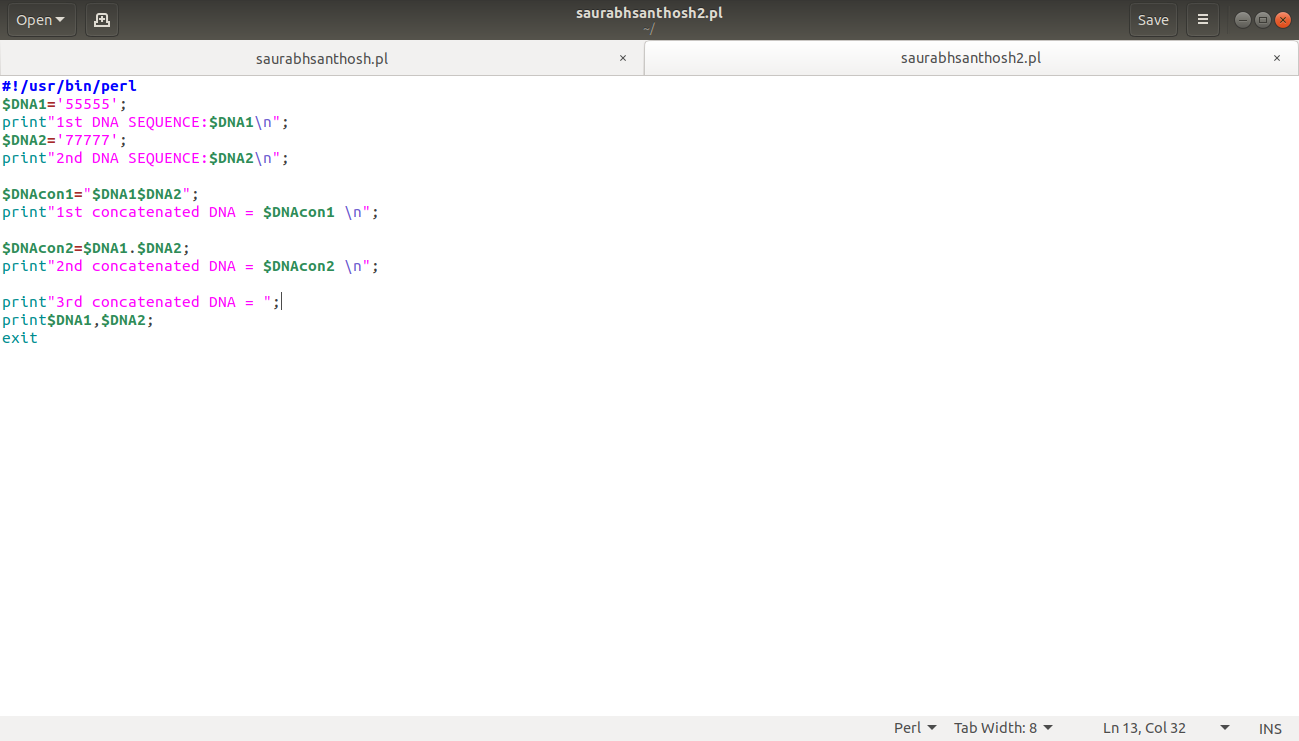 Open
saurabhsanthosh2.pl
~/
Save
saurabhsanthosh.pl
saurabhsanthosh2.pl
#!/usr/bin/perl
$DNA1='55555';
print"1st DNA SEQUENCE:$DNA1\n";
$DNA2='77777';
print"2nd DNA SEQUENCE:$DNA2\n";
$DNAcon1="$DNA1$DNA2";
print"1st concatenated DNA = $DNAcon1 \n";
$DNAcon2=$DNA1.$DNA2;
print"2nd concatenated DNA = $DNAcon2 \n";
print"3rd concatenated DNA = ";
print$DNA1,$DNA2;
exit
Perl Tab Width: 8 Ln 13, Col 32 INS